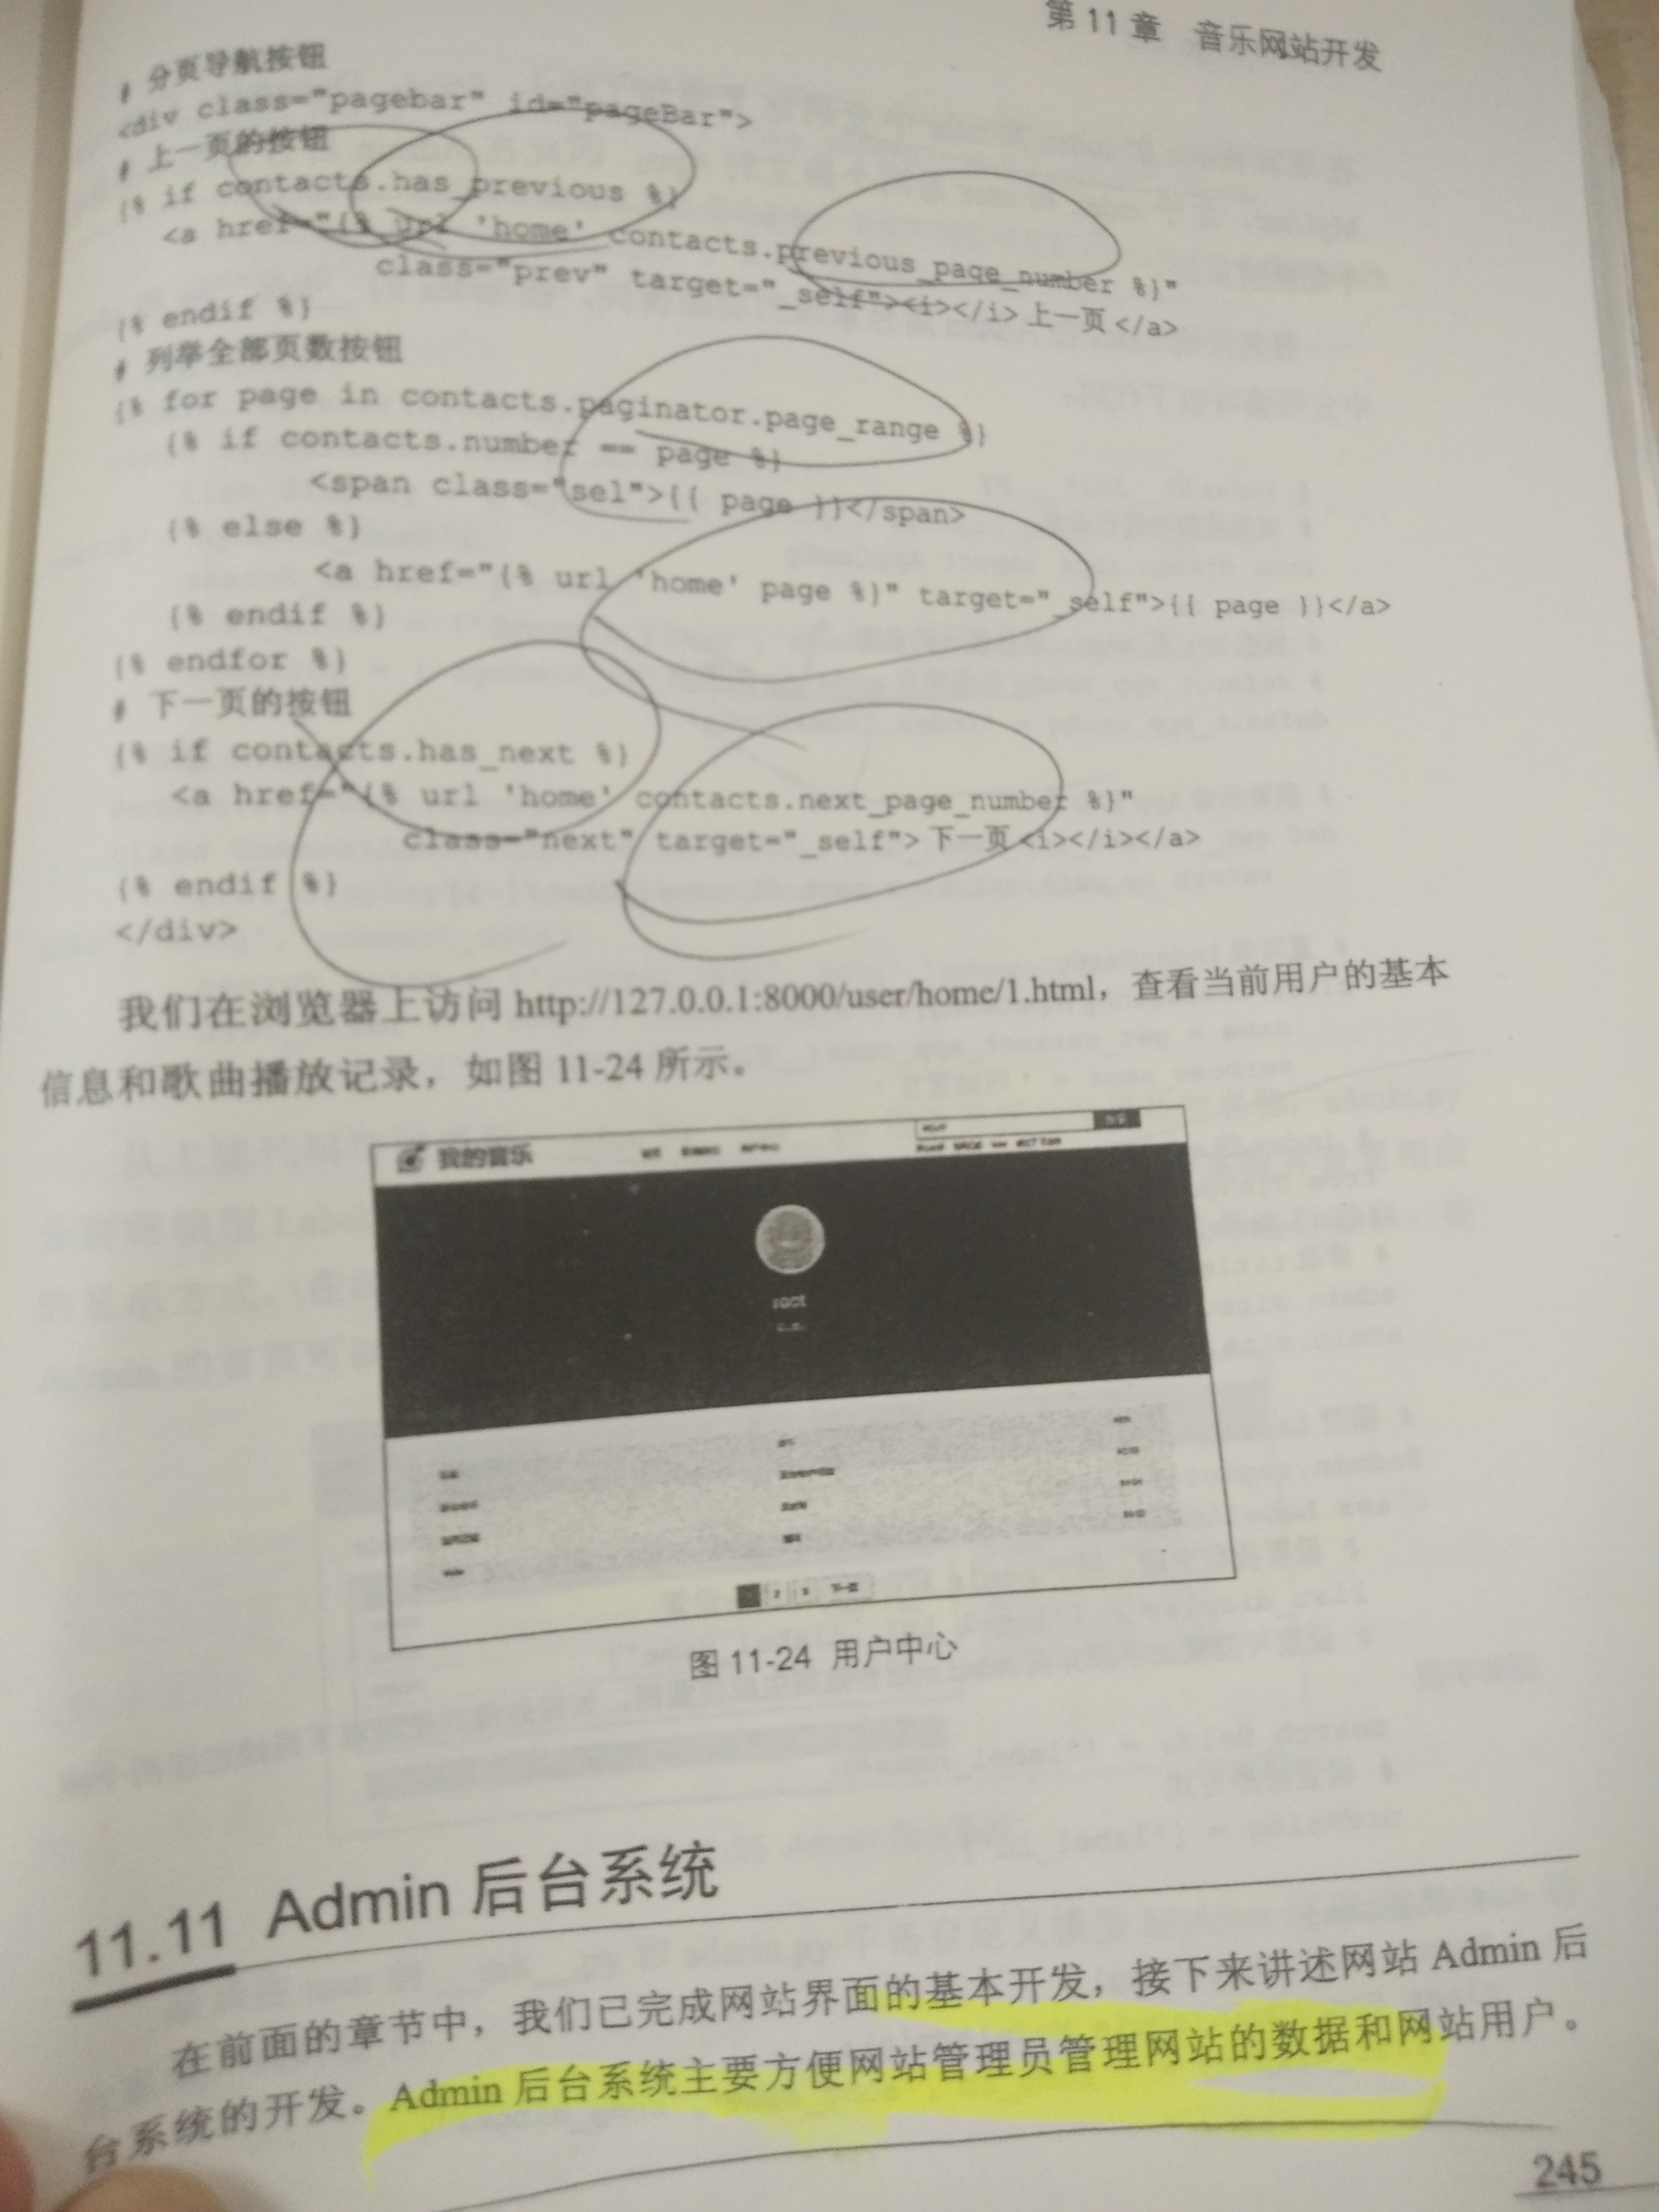 第 11 章 音乐网站开发
# 分页导航按钮
<div class="pagebar" id="pageBar">
# 上一页的按钮
{% if contacts.has_previous %}
<a href="{% url 'home' contacts.previous_page_number %}"
class="prev" target="_self"><i></i>上一页</a>
{% endif %}
# 列举全部页数按钮
{% for page in contacts.paginator.page_range %}
{% if contacts.number == page %}
<span class="sel">{{ page }}</span>
{% else %}
<a href="{% url 'home' page %}" target="_self">{{ page }}</a>
{% endif %}
{% endfor %}
# 下一页的按钮
{% if contacts.has_next %}
<a href="{% url 'home' contacts.next_page_number %}"
class="next" target="_self">下一页<i></i></a>
{% endif %}
</div>
我们在浏览器上访问 http://127.0.0.1:8000/user/home/1.html，查看当前用户的基本
信息和歌曲播放记录，如图 11-24 所示。
我的音乐
root
2 3 下一页
图 11-24 用户中心
11.11 Admin 后台系统
在前面的章节中，我们已完成网站界面的基本开发，接下来讲述网站 Admin 后
台系统的开发。Admin 后台系统主要方便网站管理员管理网站的数据和网站用户。
245